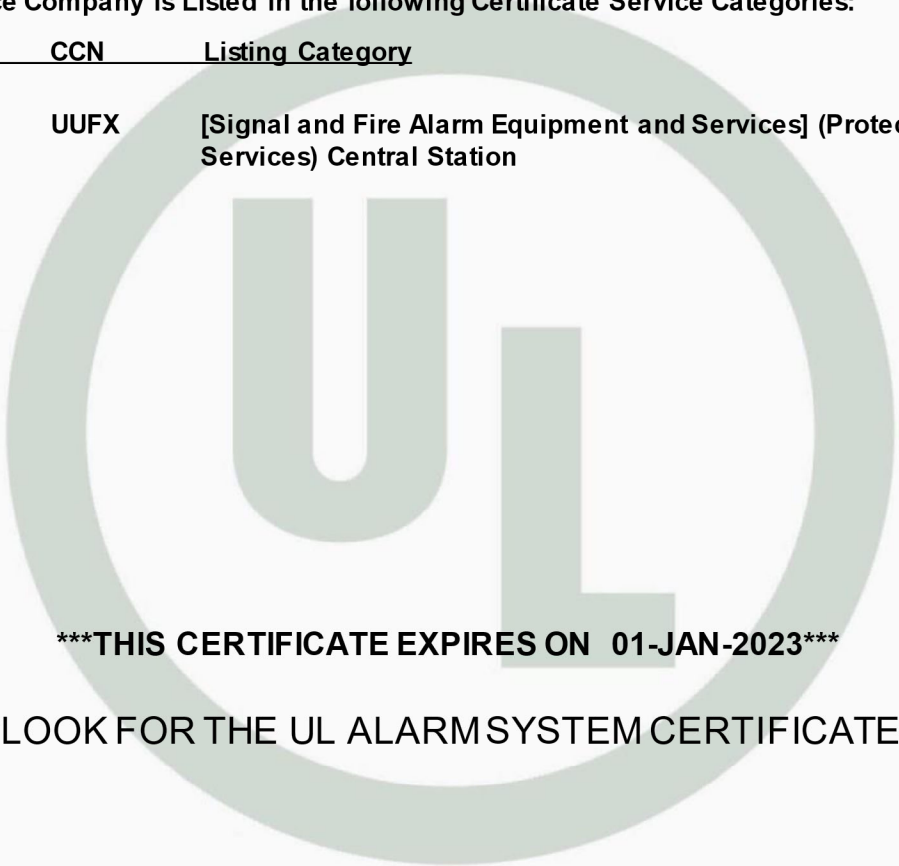 Company is Listed in the following Certificate Service Categories:
CCN Listing Category
UUFX [Signal and Fire Alarm Equipment and Services] (
Services) Central Station
UL
***THIS CERTIFICATE EXPIRES ON 01-JAN-2023***
LOOK FOR THE UL ALARM SYSTEM CERTIFICATE